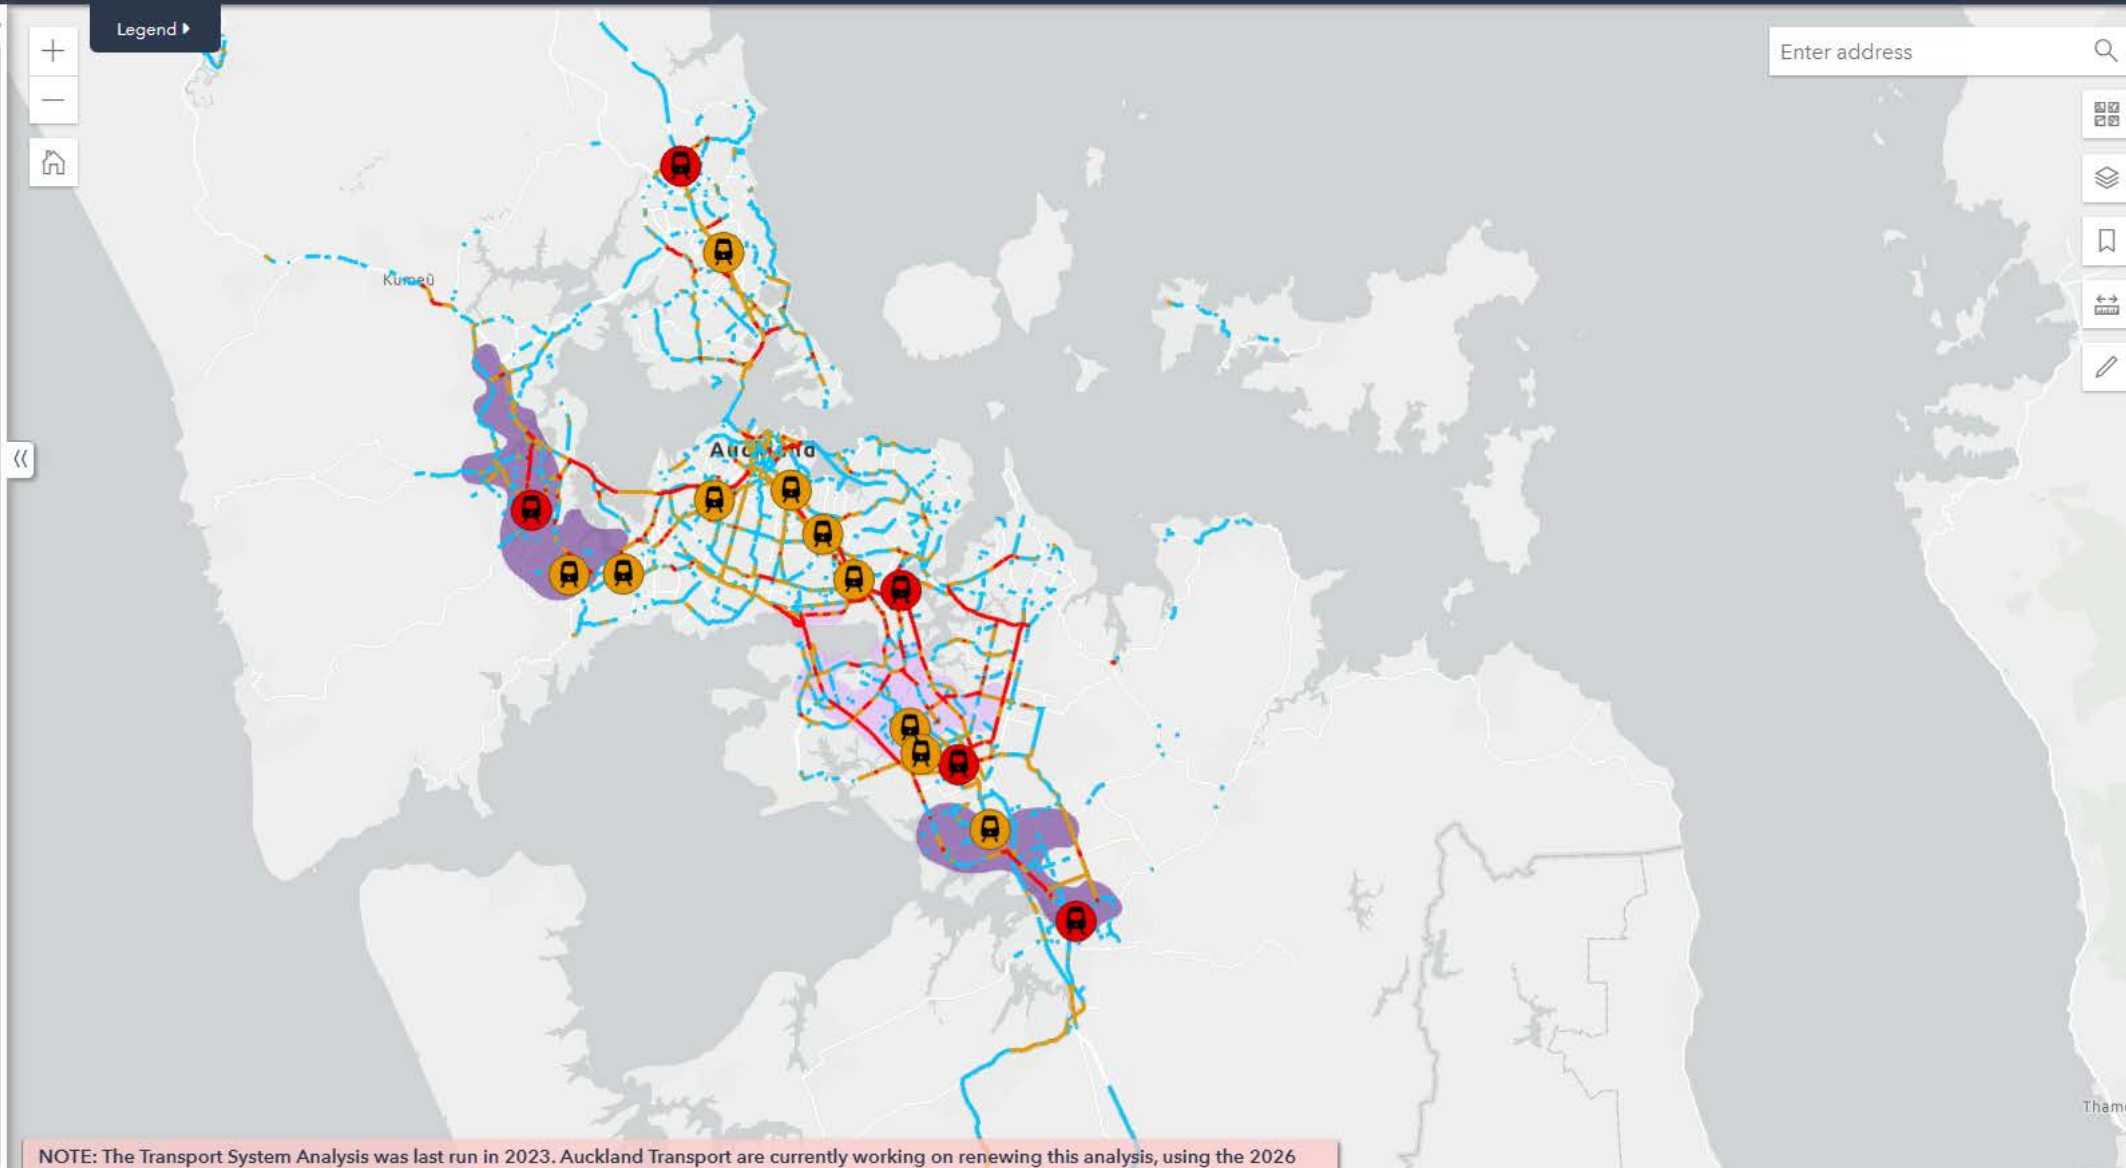 Legend
Enter address
Kumeū
Auckland
NOTE: The Transport System Analysis was last run in 2023. Auckland Transport are currently working on renewing this analysis, using the 2026